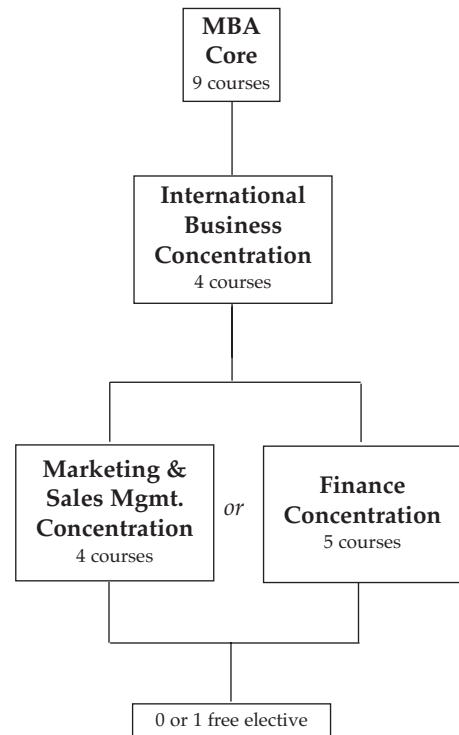 MBA
Core
9 courses
International
Business
Concentration
4 courses
Marketing &
Sales Mgmt.
Concentration
4 courses
or
Finance
Concentration
5 courses
0 or 1 free elective